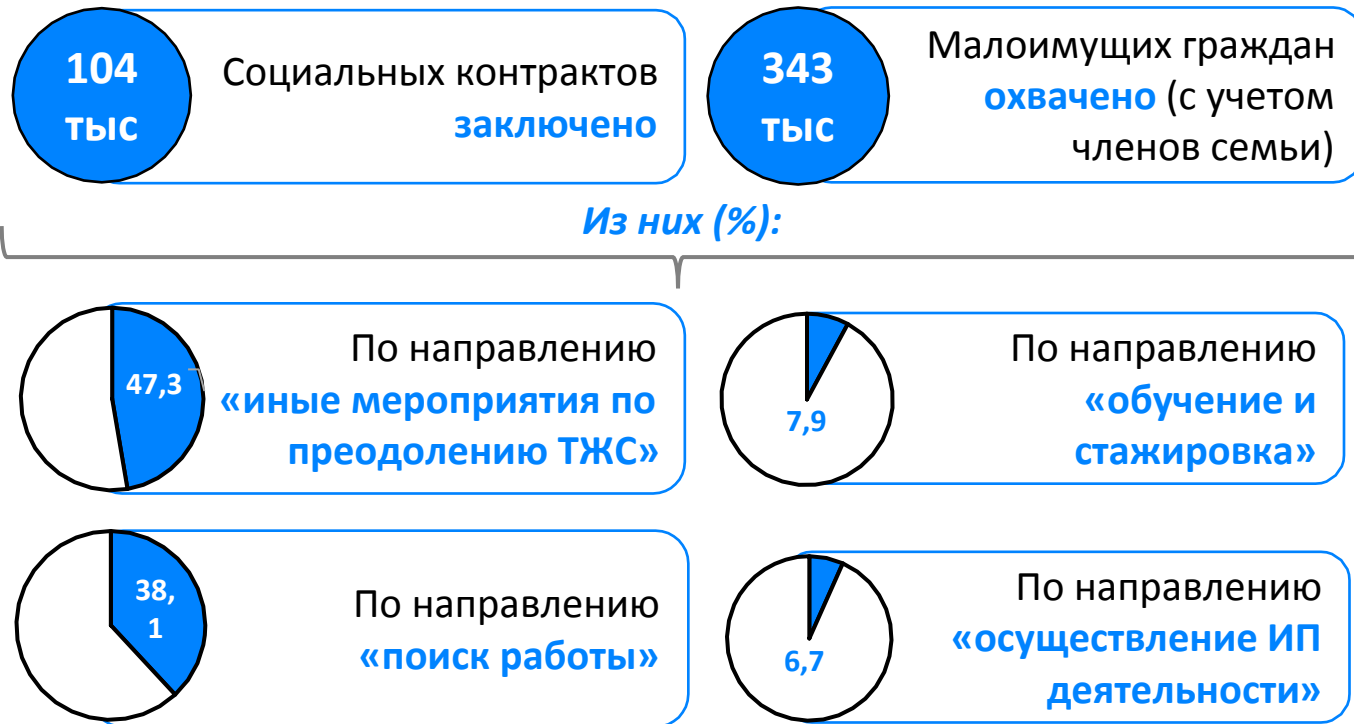 104
тыс
Социальных контрактов
заключено
343
тыс
Малоимущих граждан
охвачено (с учетом
членов семьи)
Из них (%):
47,3
По направлению
«иные мероприятия по
преодолению ТЖС»
7,9
По направлению
«обучение и
стажировка»
38,
1
По направлению
«поиск работы»
6,7
По направлению
«осуществление ИП
деятельности»